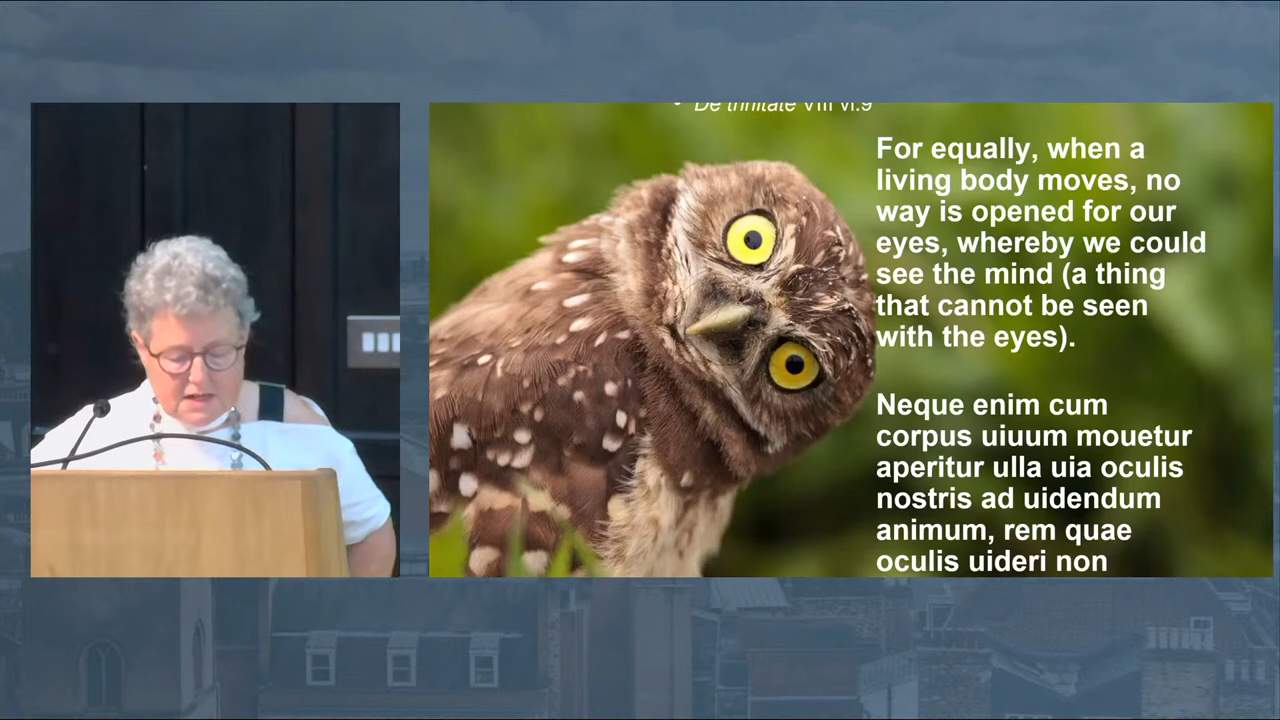 • De trinitate VIII vi.9
For equally, when a
living body moves, no
way is opened for our
eyes, whereby we could
see the mind (a thing
that cannot be seen
with the eyes).
Neque enim cum
corpus uiuum mouetur
aperitur ulla uia oculis
nostris ad uidendum
animum, rem quae
oculis uideri non